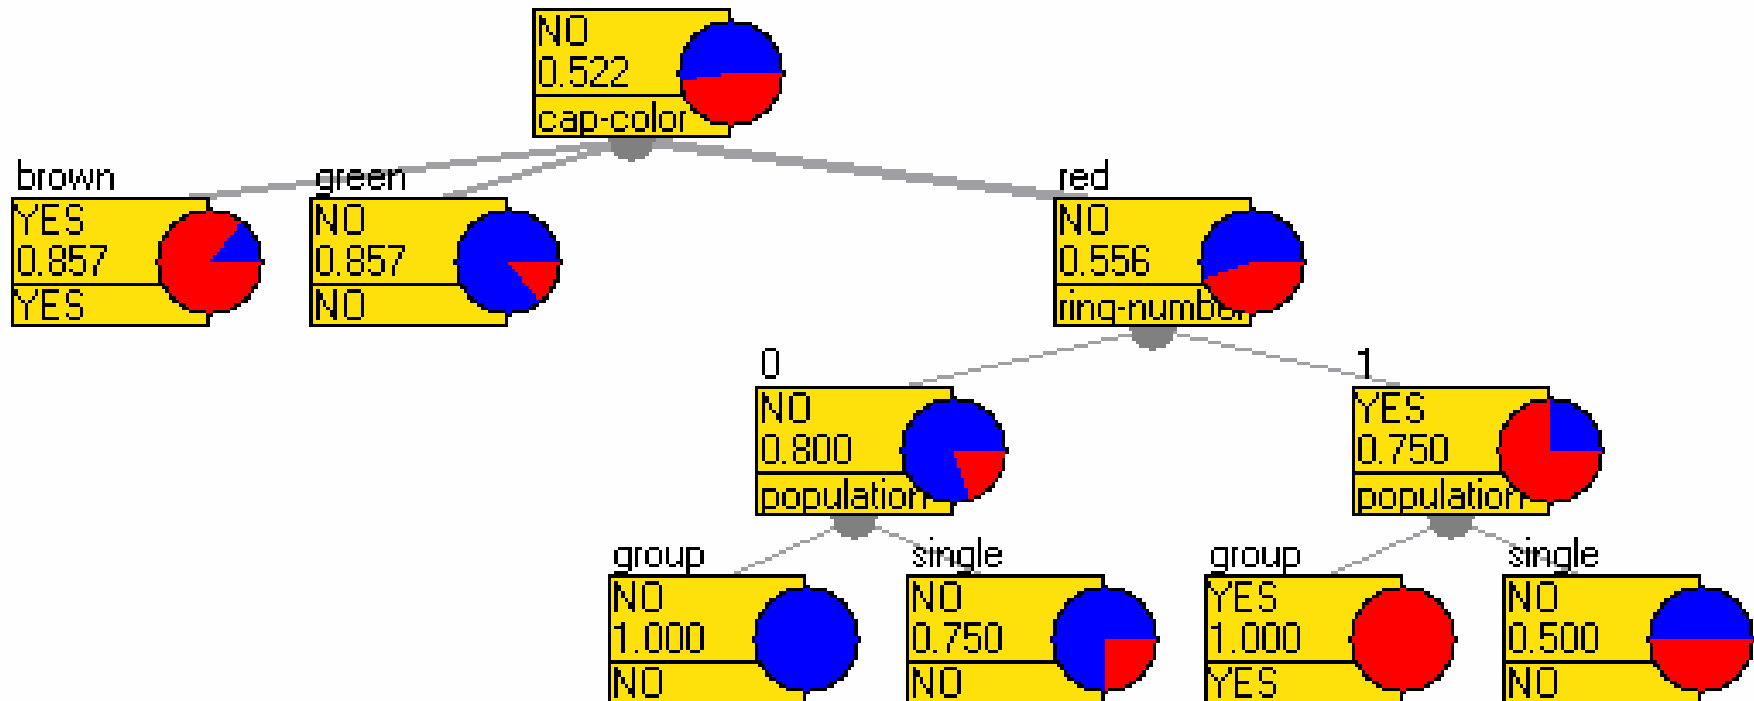 NO
0.522
cap-color
brown
YES
0.857
YES
green
NO
0.857
NO
red
NO
0.556
ring-number
0
NO
0.800
population
1
YES
0.750
population
group
NO
1.000
NO
single
NO
0.750
NO
group
YES
1.000
YES
single
NO
0.500
NO